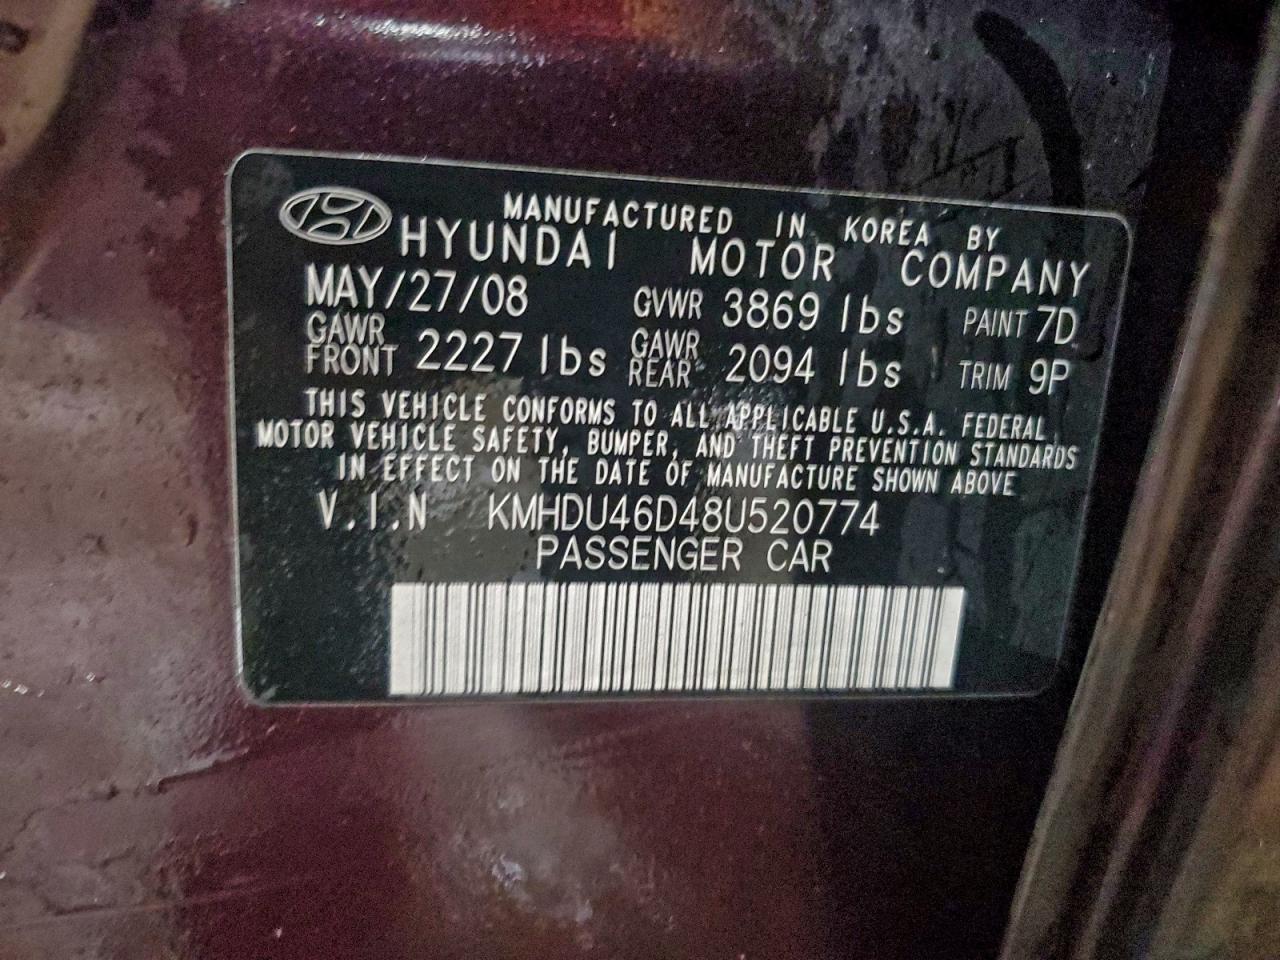 MANUFACTURED IN KOREA BY
HYUNDAI MOTOR COMPANY
MAY/27/08 GVWR 3869 lbs PAINT 7D
GAWR FRONT 2227 lbs GAWR REAR 2094 lbs TRIM 9P
THIS VEHICLE CONFORMS TO ALL APPLICABLE U.S.A. FEDERAL
MOTOR VEHICLE SAFETY, BUMPER, AND THEFT PREVENTION STANDARDS
IN EFFECT ON THE DATE OF MANUFACTURE SHOWN ABOVE
V.I.N KMHDU46D48U520774
PASSENGER CAR